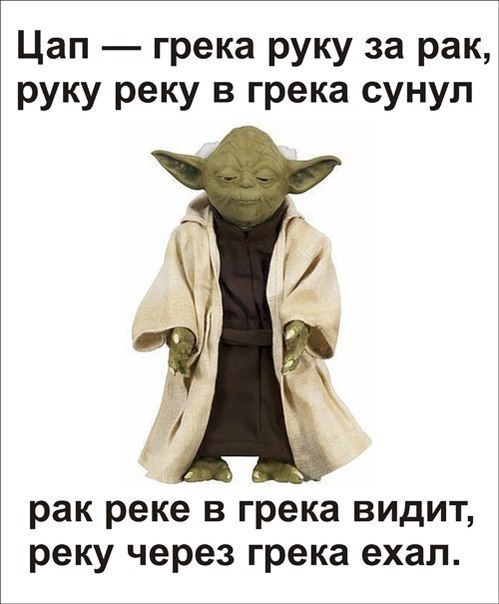 Цап — грека руку за рак,
руку реку в грека сунул
рак реке в грека видит,
реку через грека ехал.